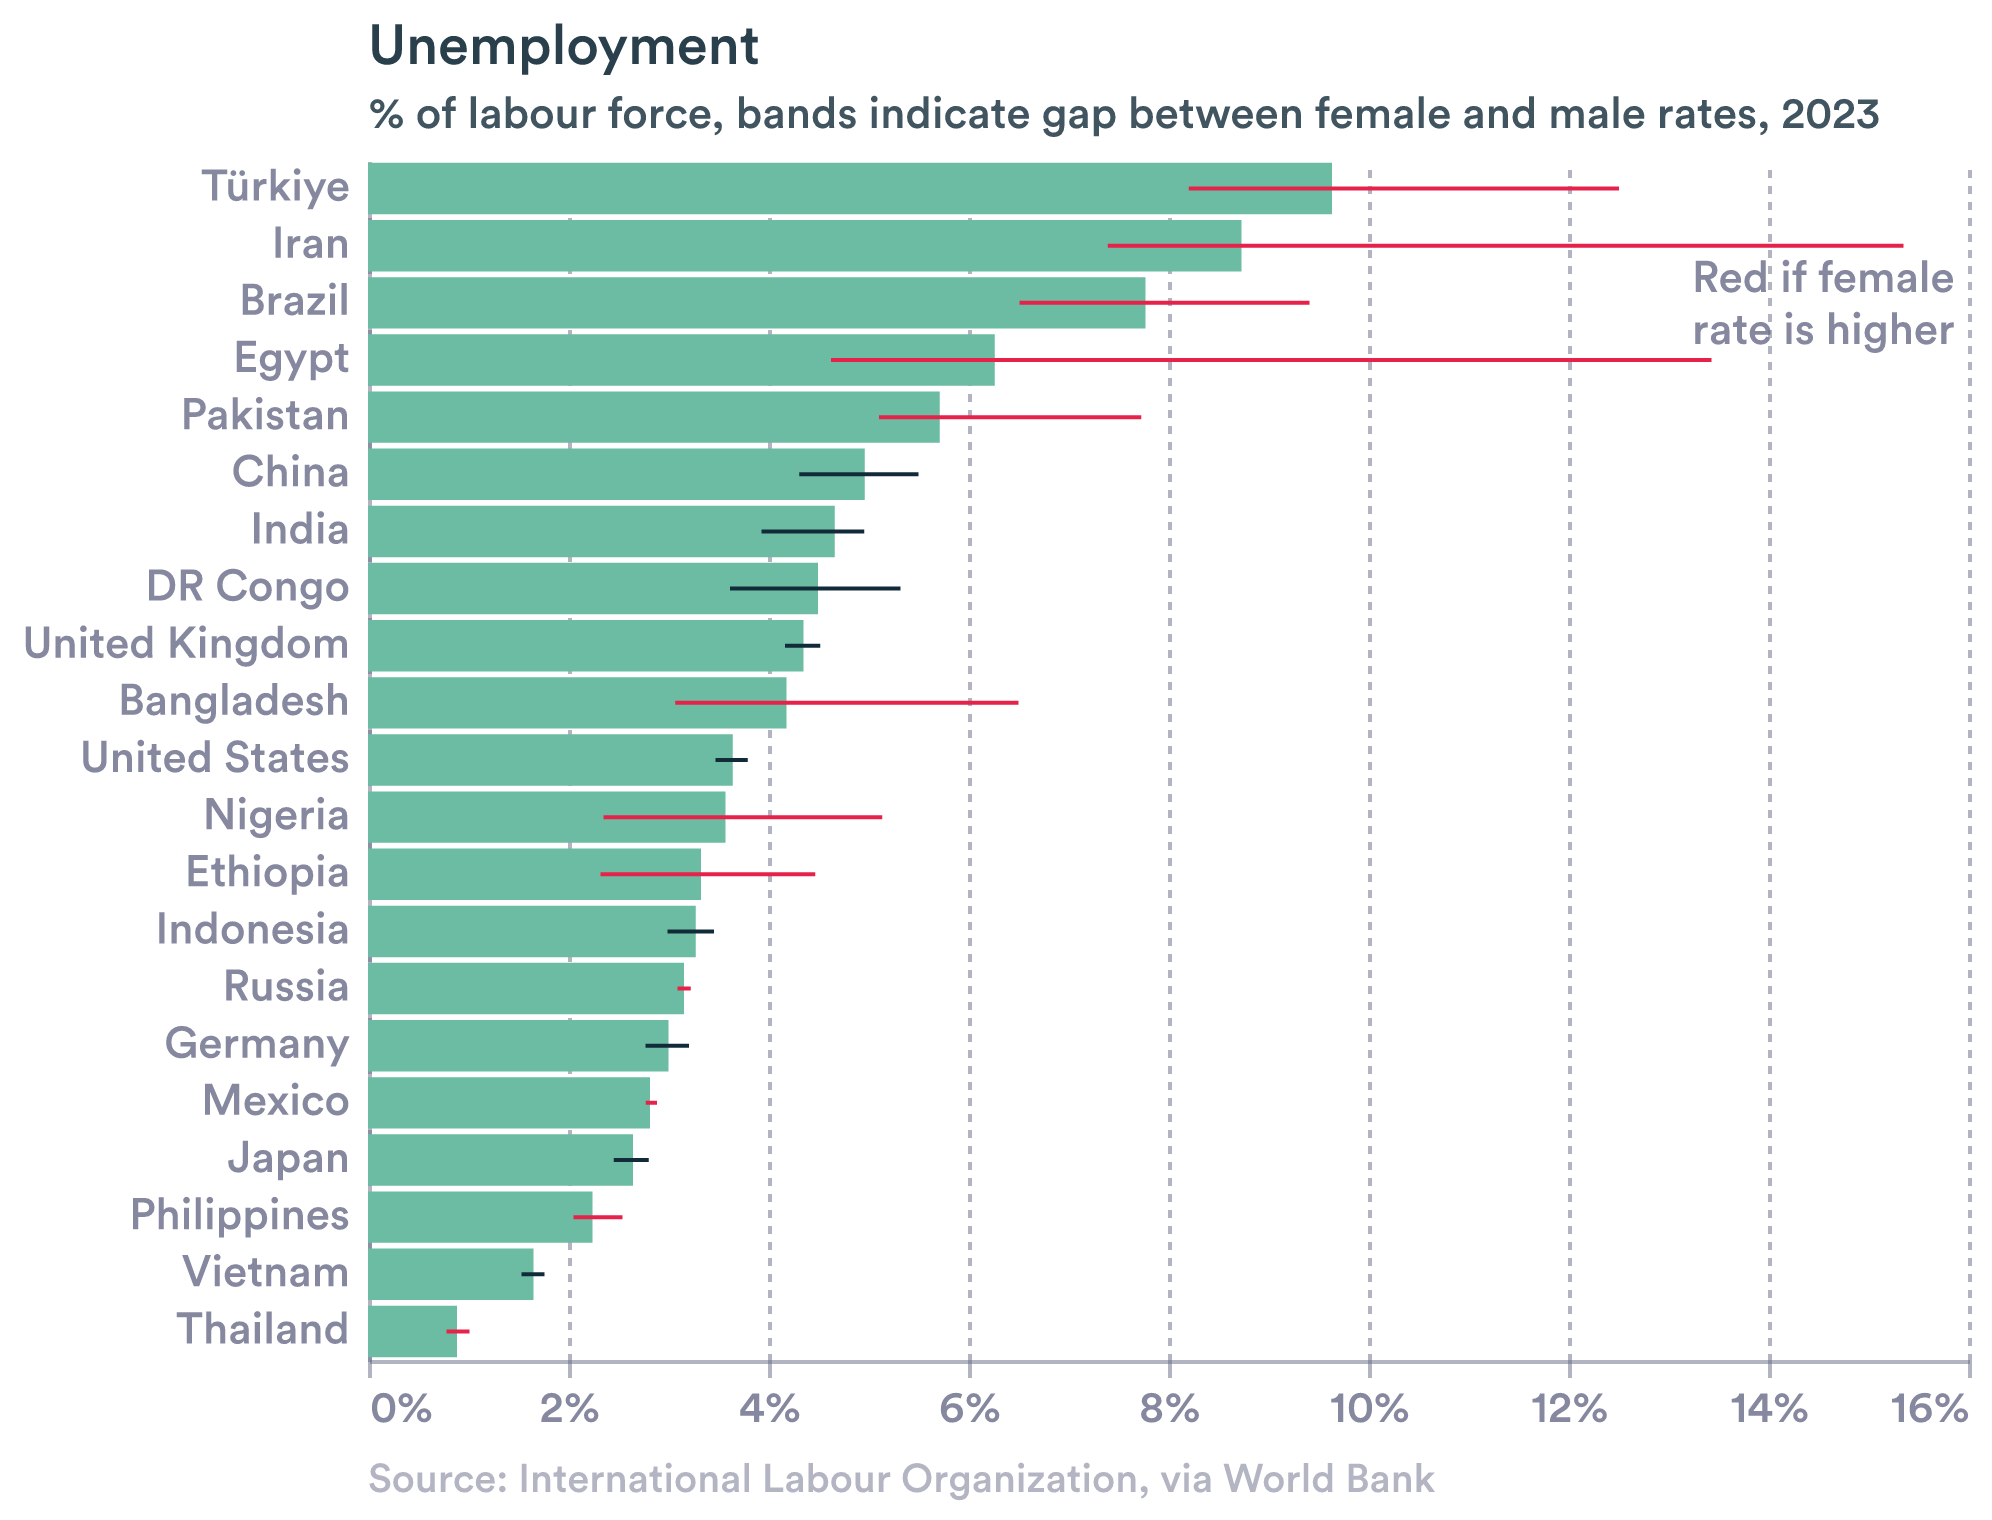 Unemployment
% of labour force, bands indicate gap between female and male rates, 2023
Türkiye
Iran
Red if female
rate is higher
Brazil
Egypt
Pakistan
China
India
DR Congo
United Kingdom
Bangladesh
United States
Nigeria
Ethiopia
Indonesia
Russia
Germany
Mexico
Japan
Philippines
Vietnam
Thailand
0% 2% 4% 6% 8% 10% 12% 14% 16%
Source: International Labour Organization, via World Bank